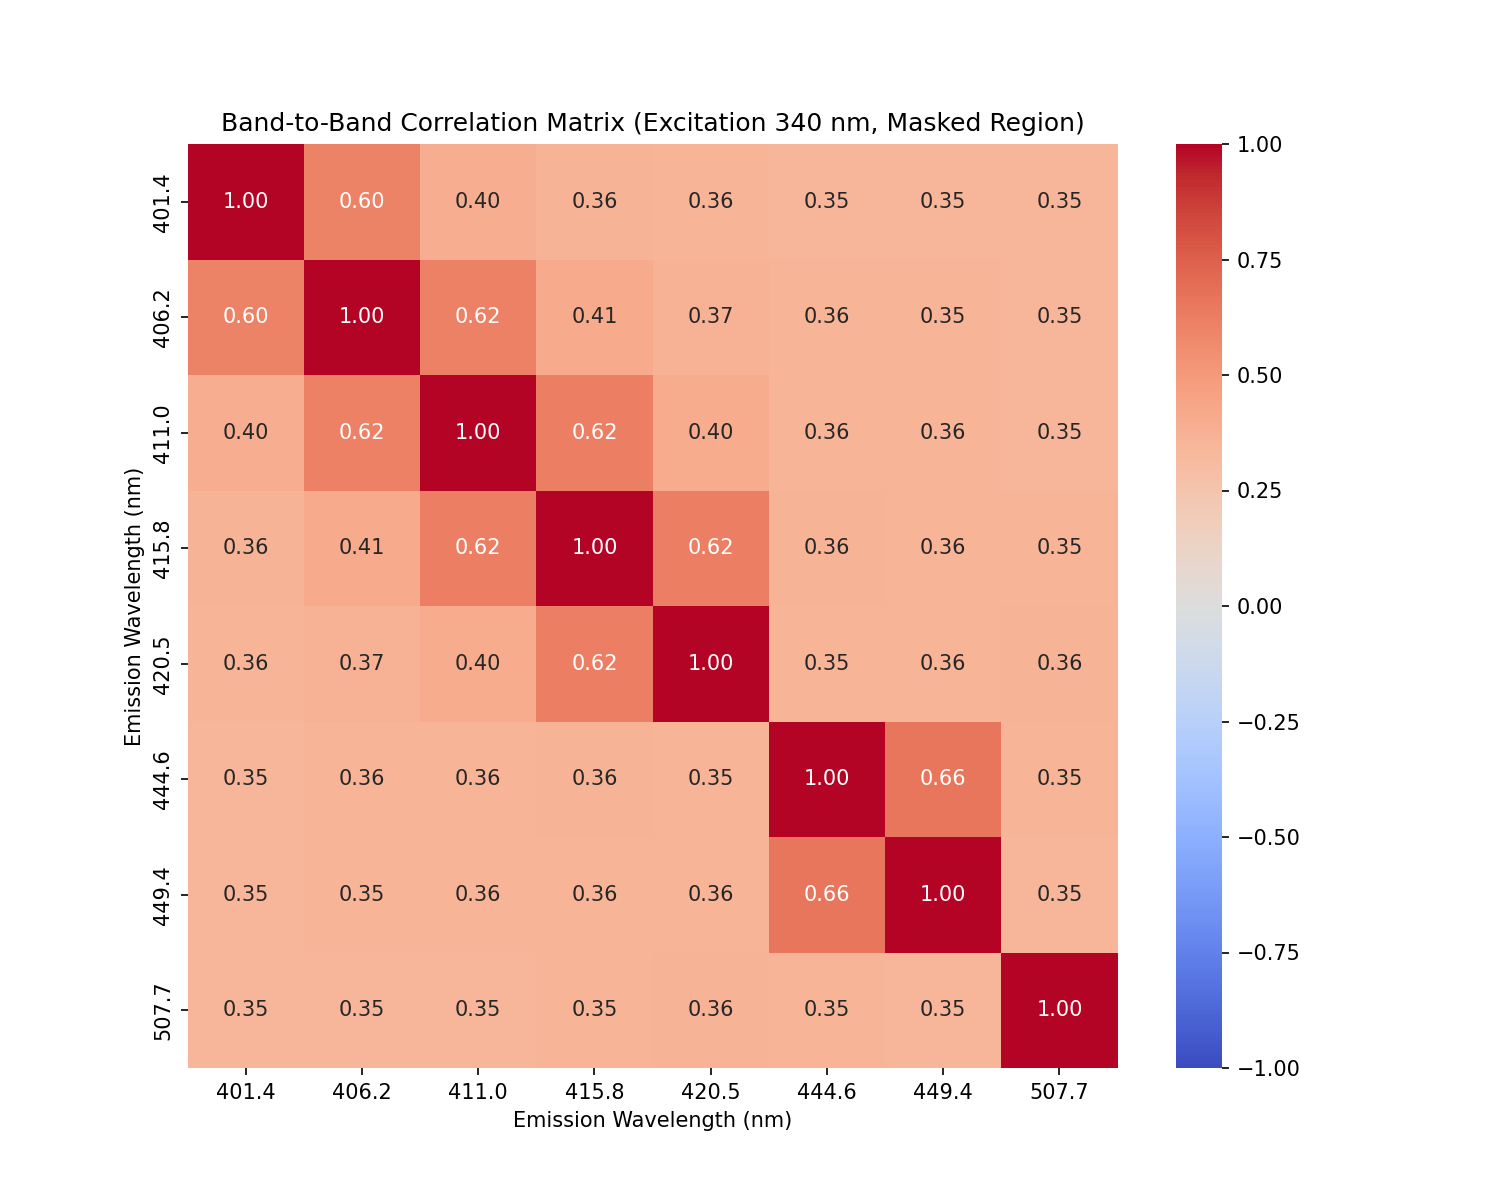 Band-to-Band Correlation Matrix (Excitation 340 nm, Masked Region)
Emission Wavelength (nm)
401.4 1.00 0.60 0.40 0.36 0.36 0.35 0.35 0.35
406.2 0.60 1.00 0.62 0.41 0.37 0.36 0.35 0.35
411.0 0.40 0.62 1.00 0.62 0.40 0.36 0.36 0.35
415.8 0.36 0.41 0.62 1.00 0.62 0.36 0.36 0.35
420.5 0.36 0.37 0.40 0.62 1.00 0.35 0.36 0.36
444.6 0.35 0.36 0.36 0.36 0.35 1.00 0.66 0.35
449.4 0.35 0.35 0.36 0.36 0.36 0.66 1.00 0.35
507.7 0.35 0.35 0.35 0.35 0.36 0.35 0.35 1.00
401.4 406.2 411.0 415.8 420.5 444.6 449.4 507.7
Emission Wavelength (nm)
1.00
0.75
0.50
0.25
0.00
−0.25
−0.50
−0.75
−1.00